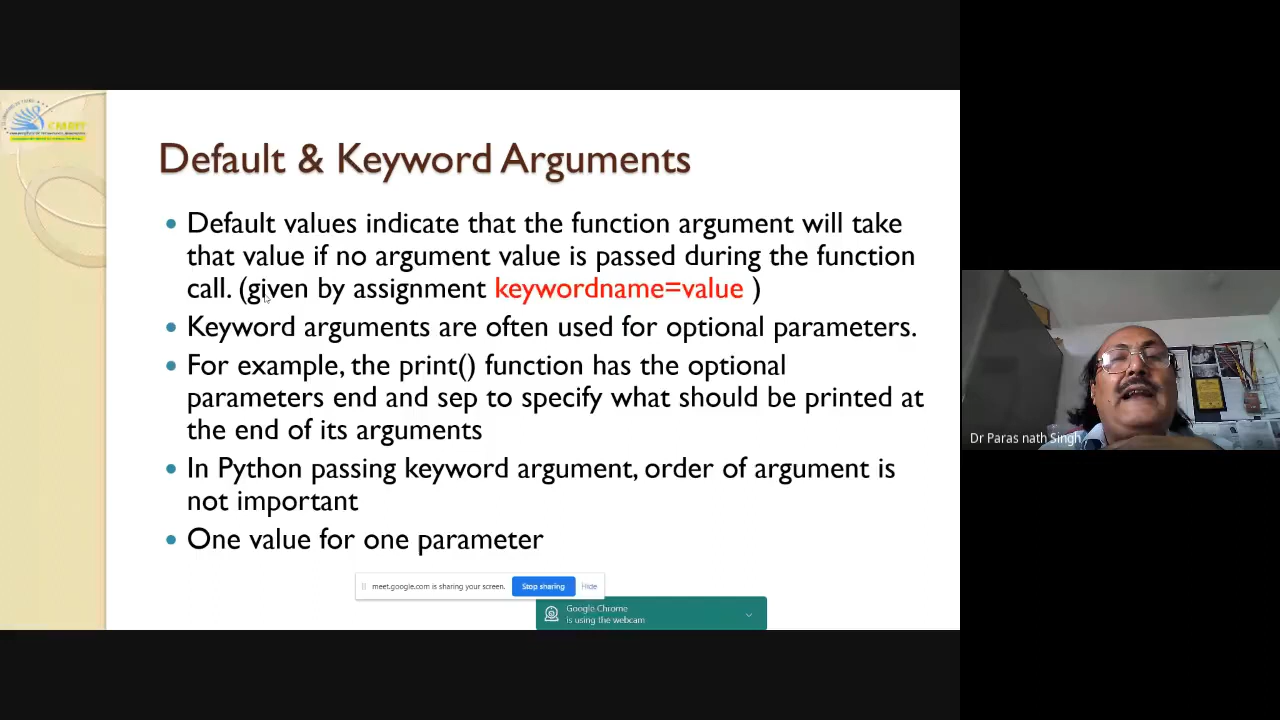 Default & Keyword Arguments
Default values indicate that the function argument will take
that value if no argument value is passed during the function
call. (given by assignment keywordname=value )
Keyword arguments are often used for optional parameters.
For example, the print() function has the optional
parameters end and sep to specify what should be printed at
the end of its arguments
In Python passing keyword argument, order of argument is
not important
One value for one parameter
meet.google.com is sharing your screen. Stop sharing Hide
Google Chrome
is using the webcam
Dr Paras nath Singh